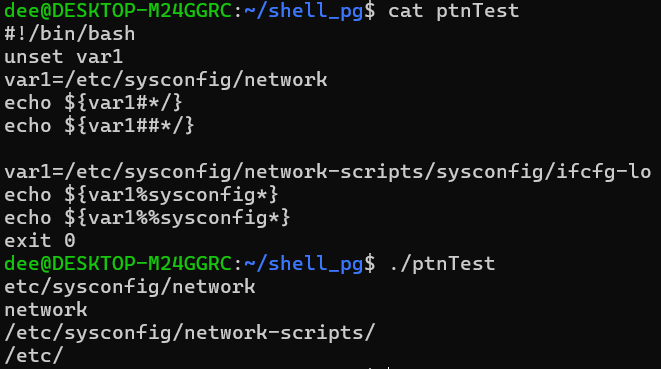 dee@DESKTOP-M24GGRC:~/shell_pg$ cat ptnTest
#!/bin/bash
unset var1
var1=/etc/sysconfig/network
echo ${var1#*/}
echo ${var1##*/}

var1=/etc/sysconfig/network-scripts/sysconfig/ifcfg-lo
echo ${var1%sysconfig*}
echo ${var1%%sysconfig*}
exit 0
dee@DESKTOP-M24GGRC:~/shell_pg$ ./ptnTest
etc/sysconfig/network
network
/etc/sysconfig/network-scripts/
/etc/